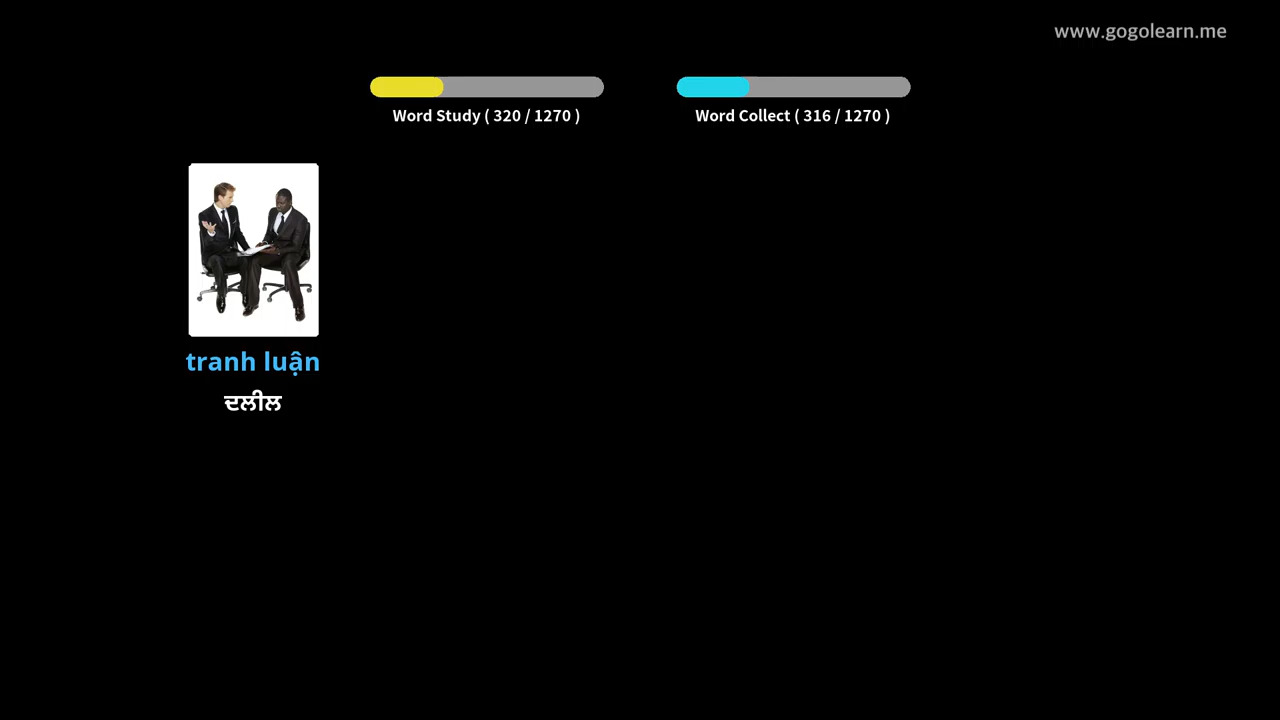 www.gogolearn.me
Word Study ( 320 / 1270 )
Word Collect ( 316 / 1270 )
tranh luận
ਦਲੀਲ